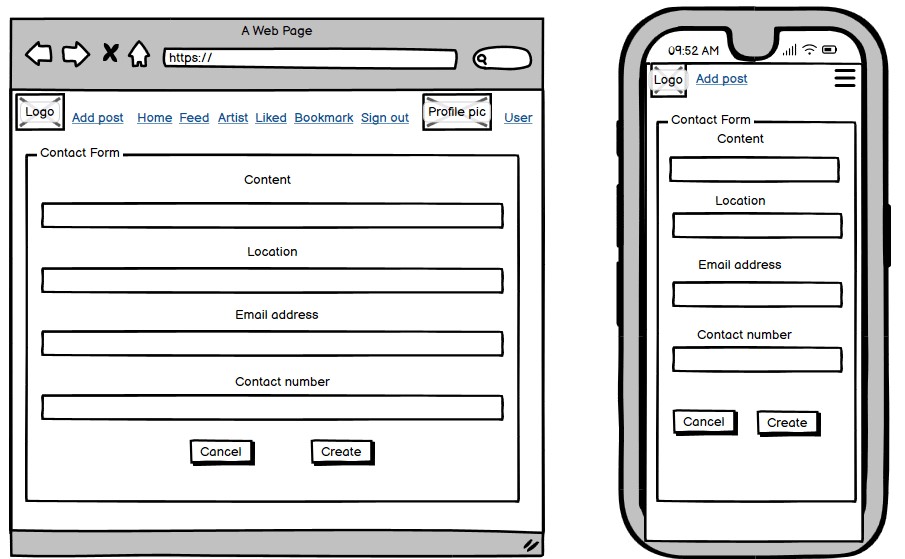 A Web Page
https://
Logo Add post Home Feed Artist Liked Bookmark Sign out Profile pic User
Contact Form
Content
Location
Email address
Contact number
Cancel Create
09:52 AM
Logo Add post
Contact Form
Content
Location
Email address
Contact number
Cancel Create